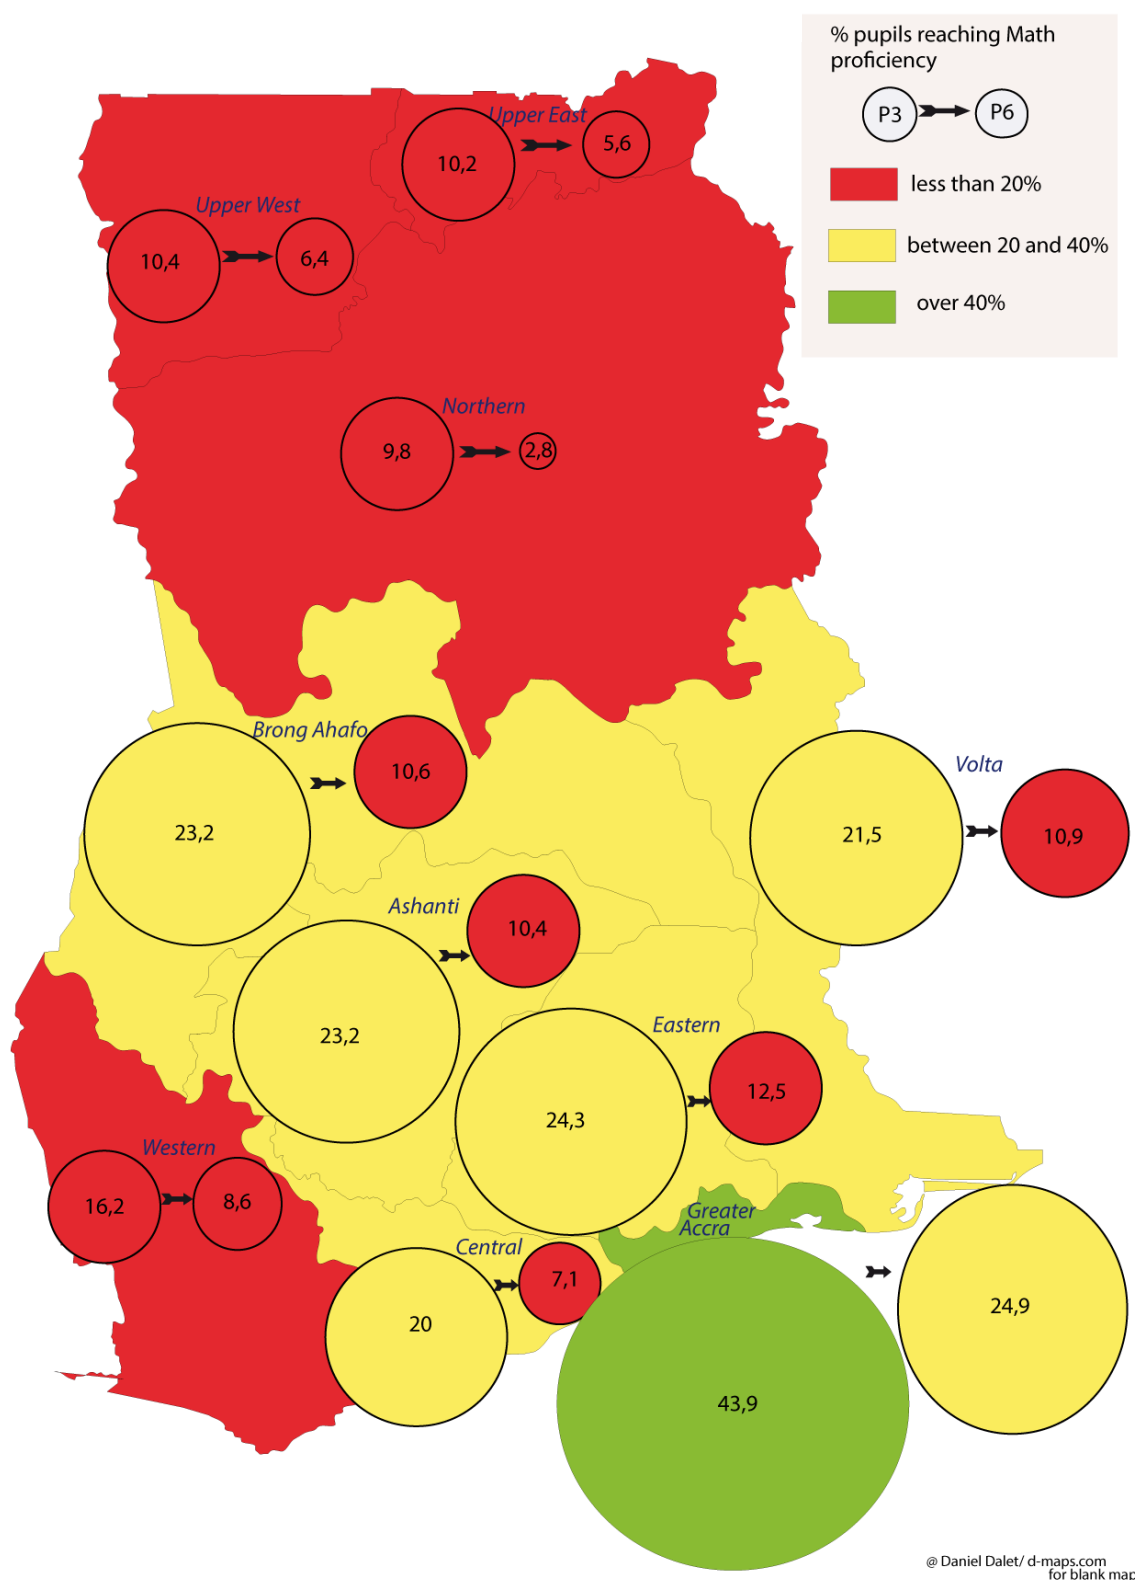 % pupils reaching Math
proficiency
P3
P6
less than 20%
between 20 and 40%
over 40%
Upper East
10,2
5,6
Upper West
10,4
6,4
Northern
9,8
2,8
Brong Ahafo
23,2
10,6
Volta
21,5
10,9
Ashanti
23,2
10,4
Eastern
24,3
12,5
Western
16,2
8,6
Central
20
7,1
Greater
Accra
43,9
24,9
@ Daniel Dalet/ d-maps.com
for blank map